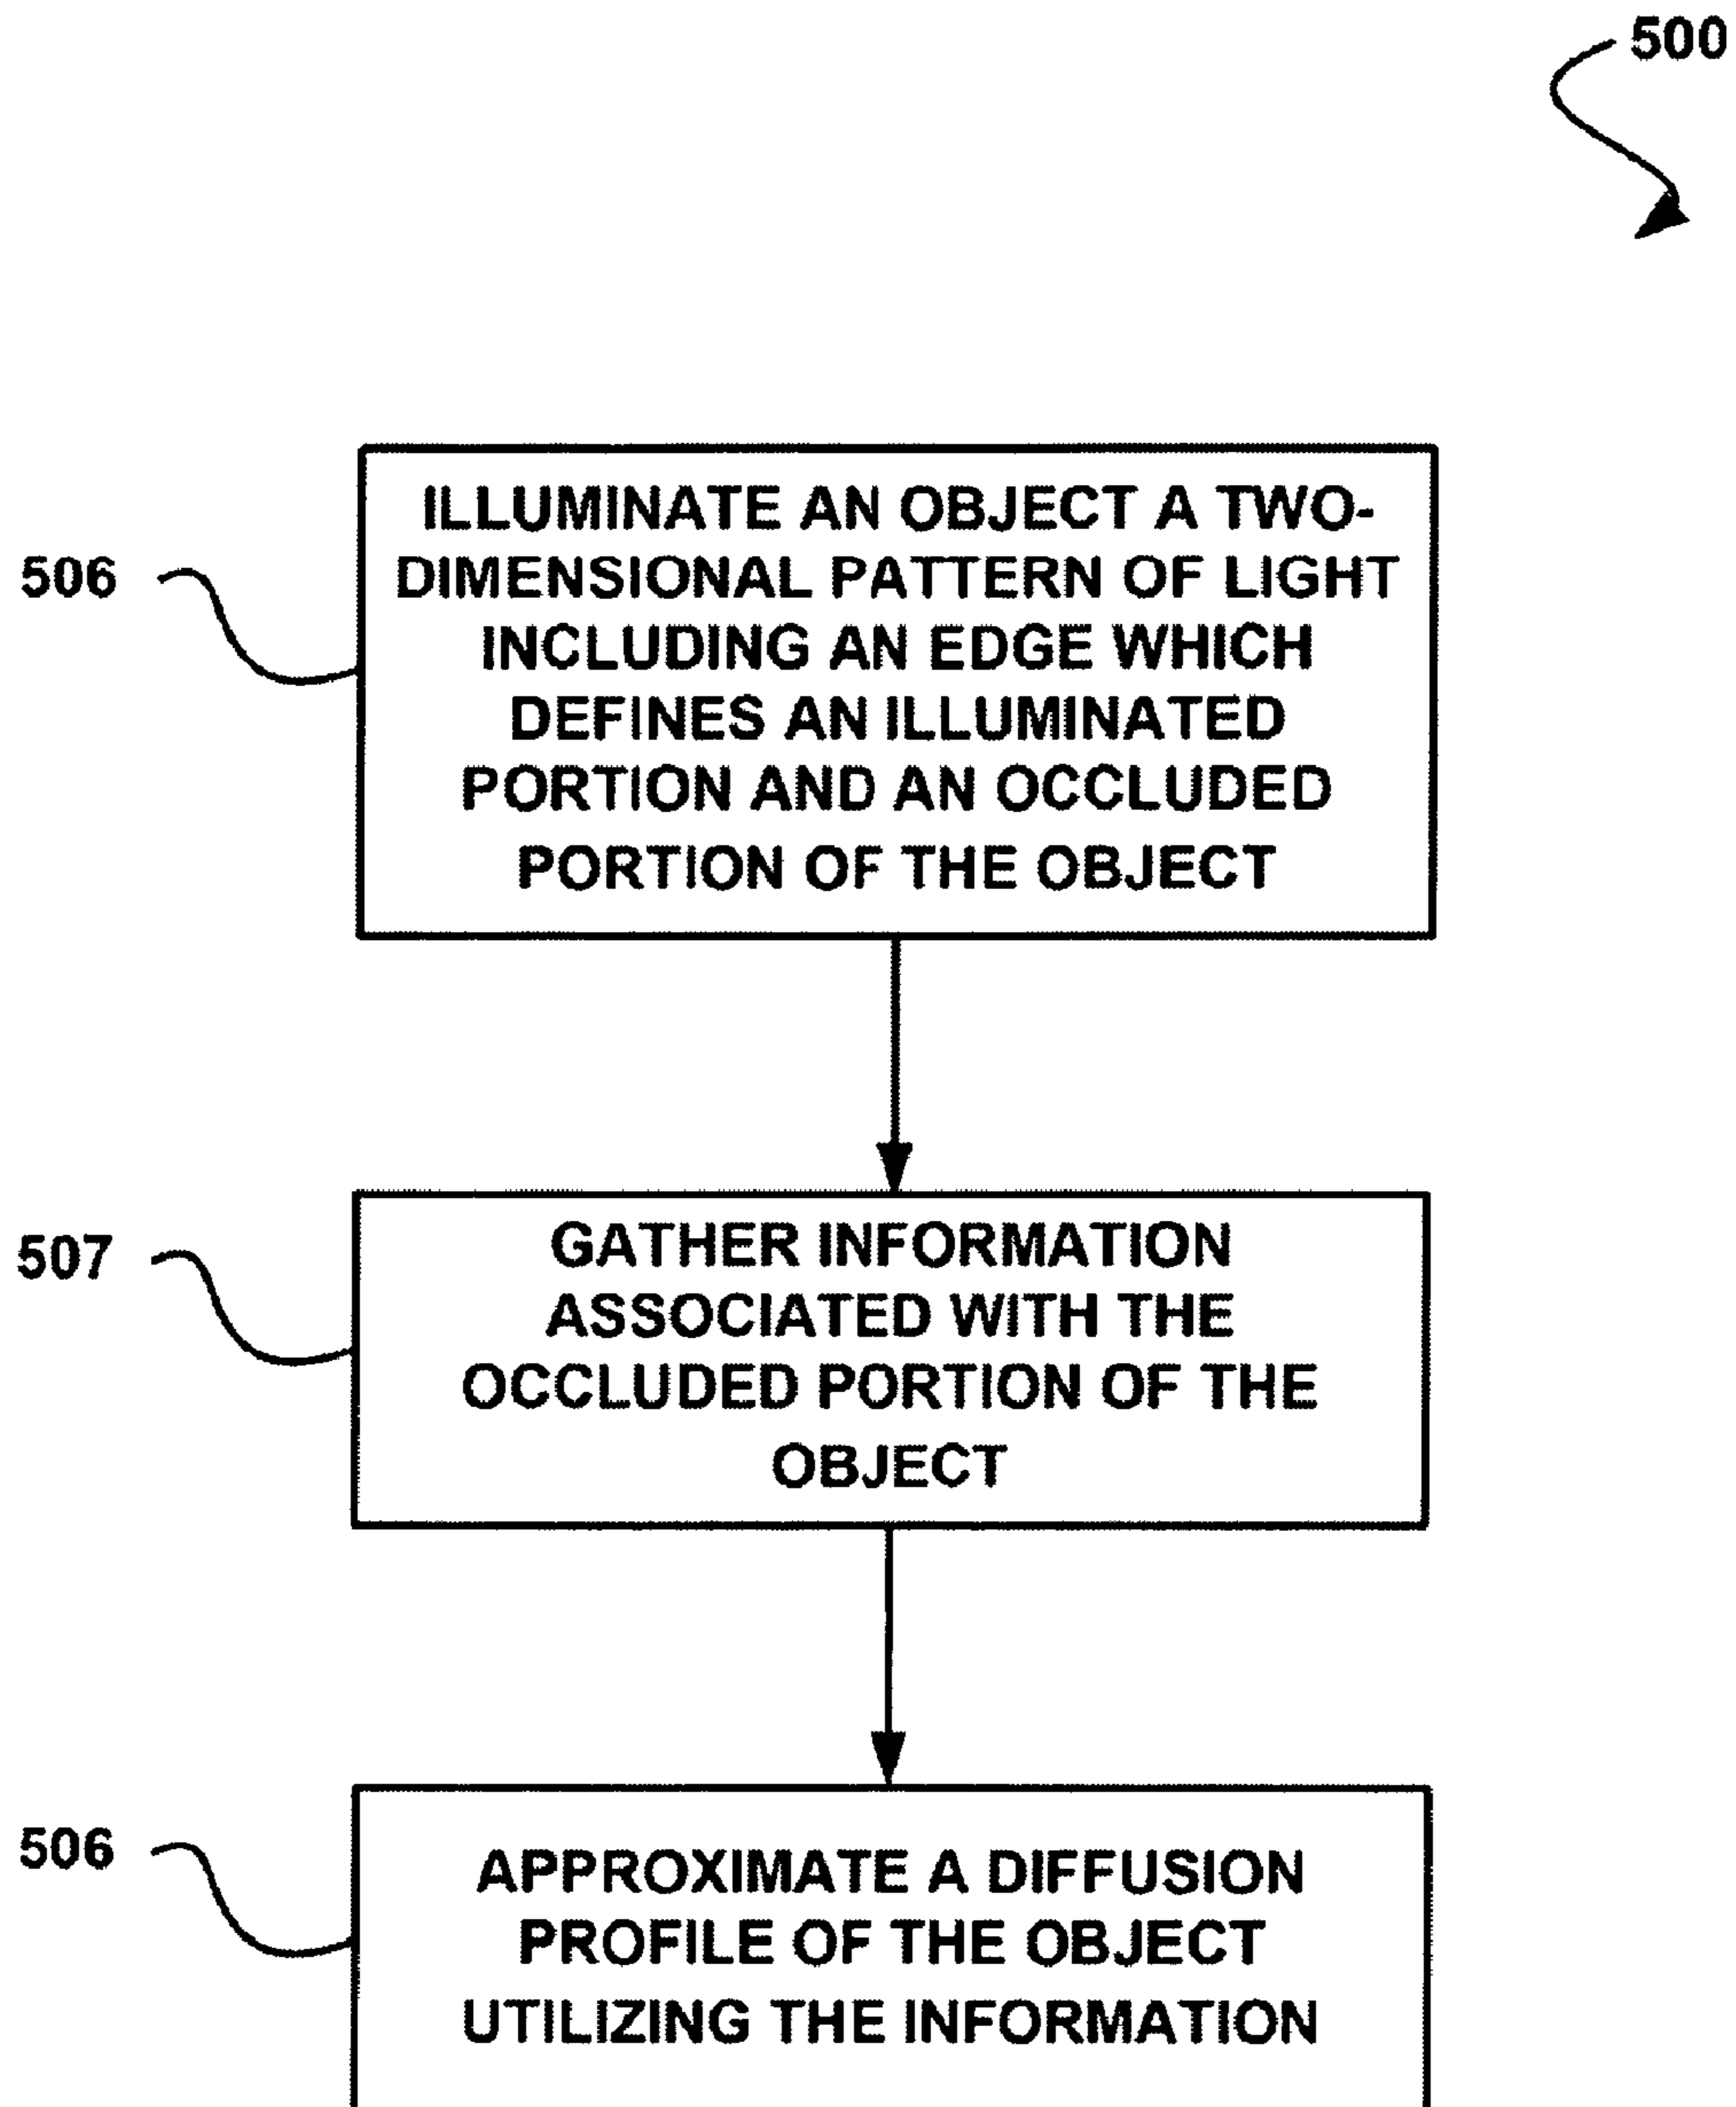 500
506
ILLUMINATE AN OBJECT A TWO-
DIMENSIONAL PATTERN OF LIGHT
INCLUDING AN EDGE WHICH
DEFINES AN ILLUMINATED
PORTION AND AN OCCLUDED
PORTION OF THE OBJECT
507
GATHER INFORMATION
ASSOCIATED WITH THE
OCCLUDED PORTION OF THE
OBJECT
506
APPROXIMATE A DIFFUSION
PROFILE OF THE OBJECT
UTILIZING THE INFORMATION